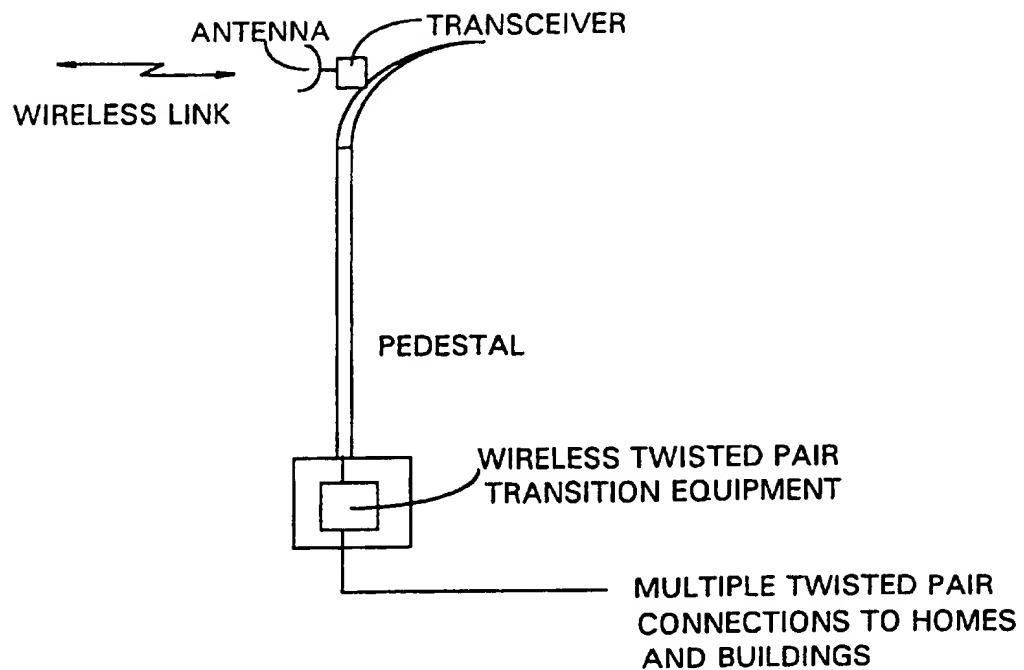 ANTENNA
TRANSCEIVER
WIRELESS LINK
PEDESTAL
WIRELESS TWISTED PAIR
TRANSITION EQUIPMENT
MULTIPLE TWISTED PAIR
CONNECTIONS TO HOMES
AND BUILDINGS